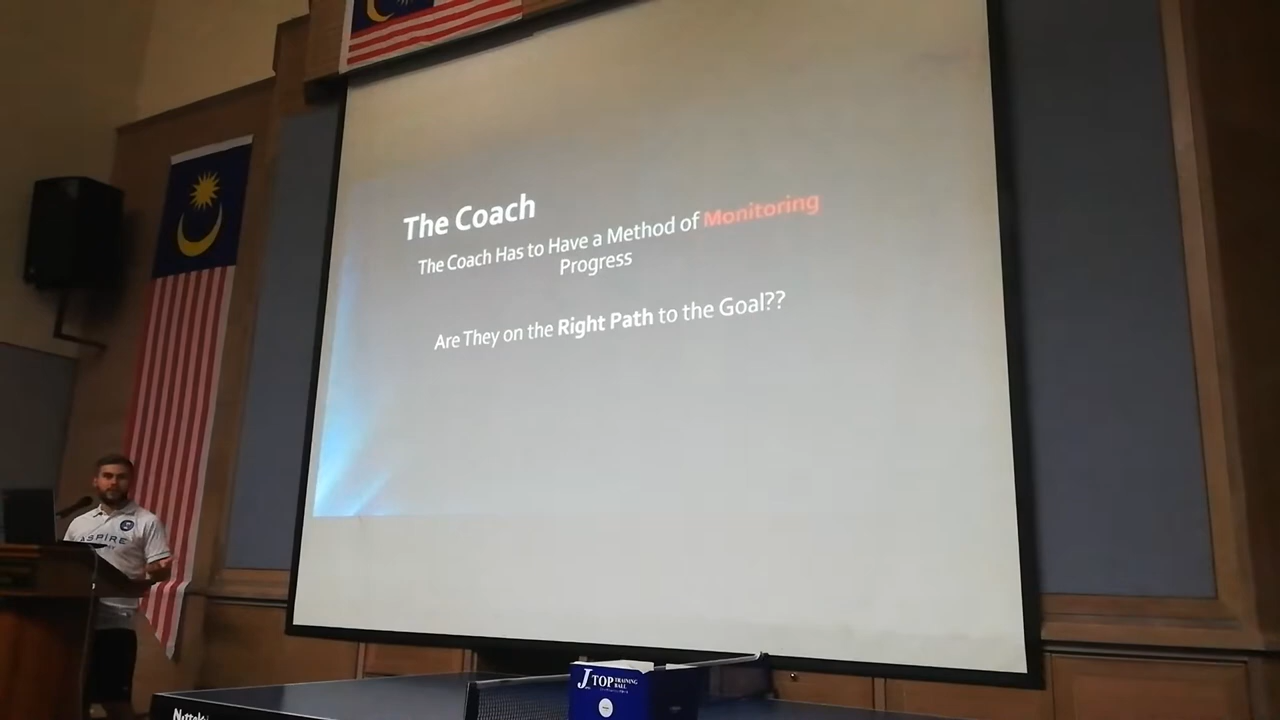 The Coach
The Coach Has to Have a Method of Monitoring
Progress
Are They on the Right Path to the Goal??
ASPIRE
J TOP TRAINING
BALL